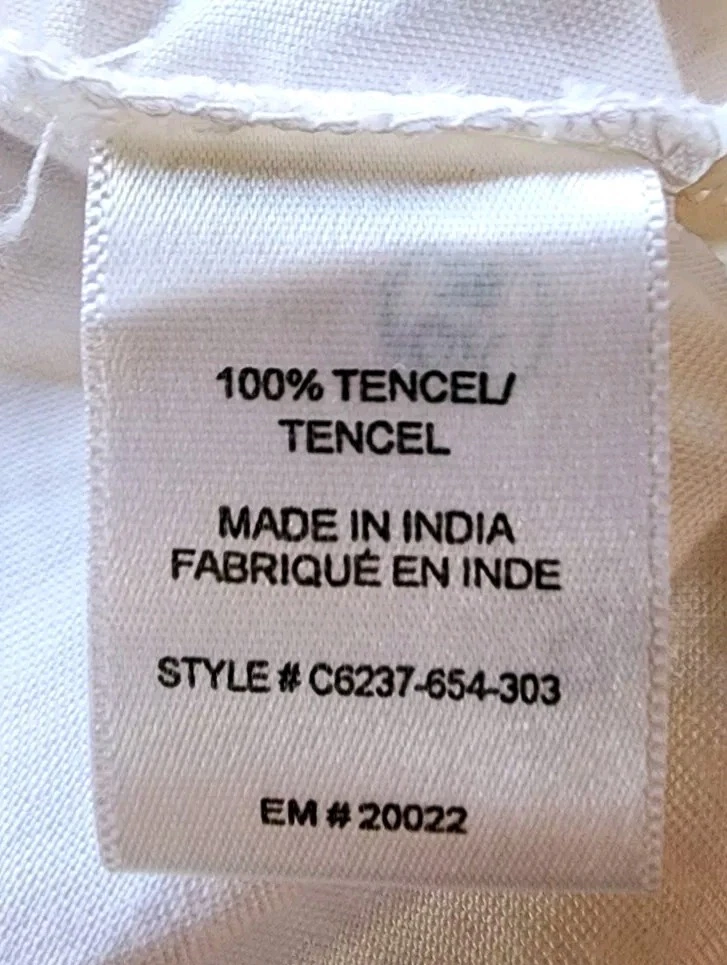 100% TENCEL/
TENCEL
MADE IN INDIA
FABRIQUÉ EN INDE
STYLE # C6237-654-303
EM # 20022